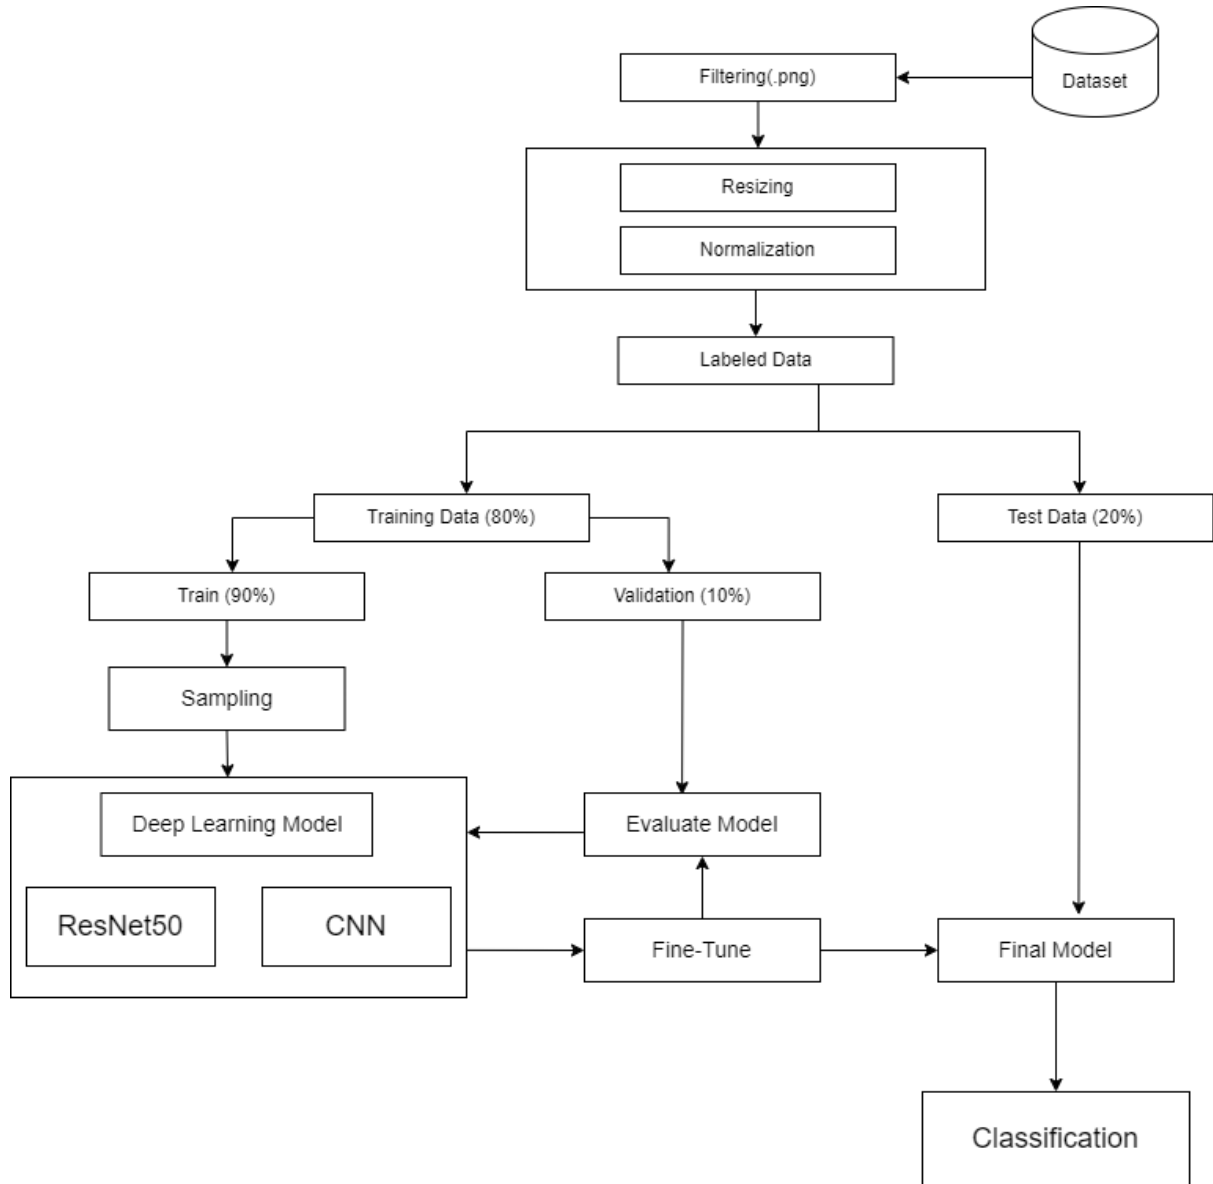 Dataset
Filtering(.png)
Resizing
Normalization
Labeled Data
Training Data (80%)
Test Data (20%)
Train (90%)
Validation (10%)
Sampling
Deep Learning Model
Evaluate Model
ResNet50
CNN
Fine-Tune
Final Model
Classification